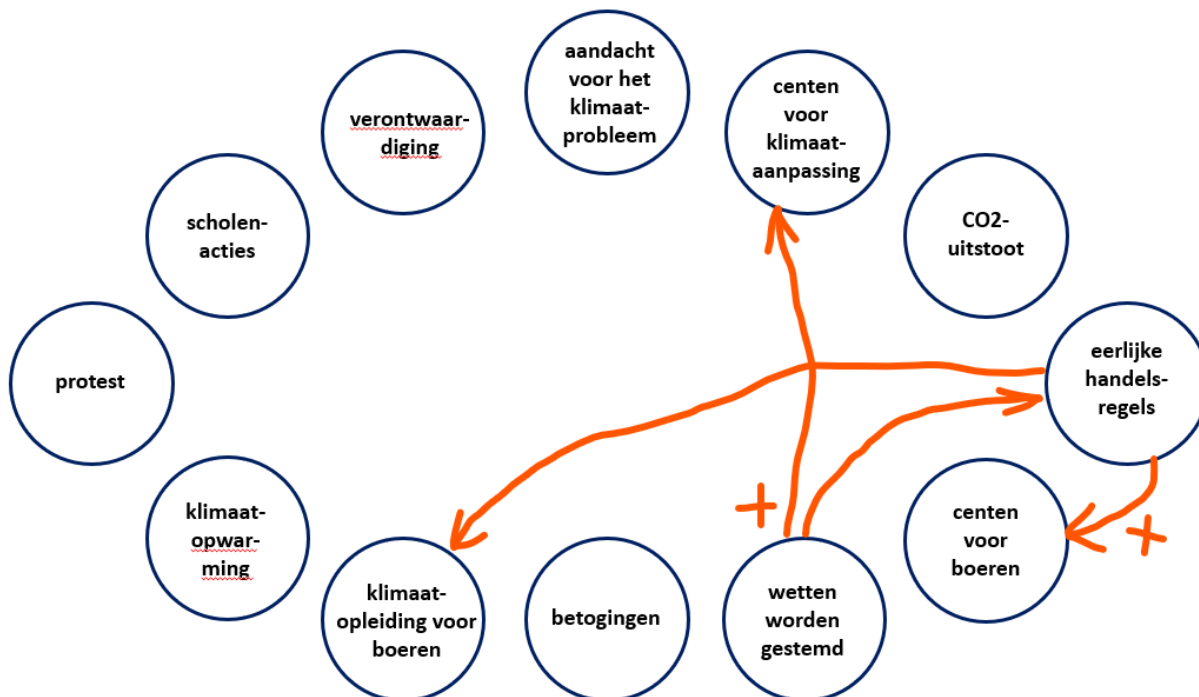 aandacht
voor het
klimaat-
probleem
centen
voor
klimaat-
aanpassing
verontwaar-
diging
scholen-
acties
CO2-
uitstoot
protest
eerlijke
handels-
regels
klimaat-
opwar-
ming
klimaat-
opleiding voor
boeren
betogingen
wetten
worden
gestemd
centen
voor
boeren
+
+